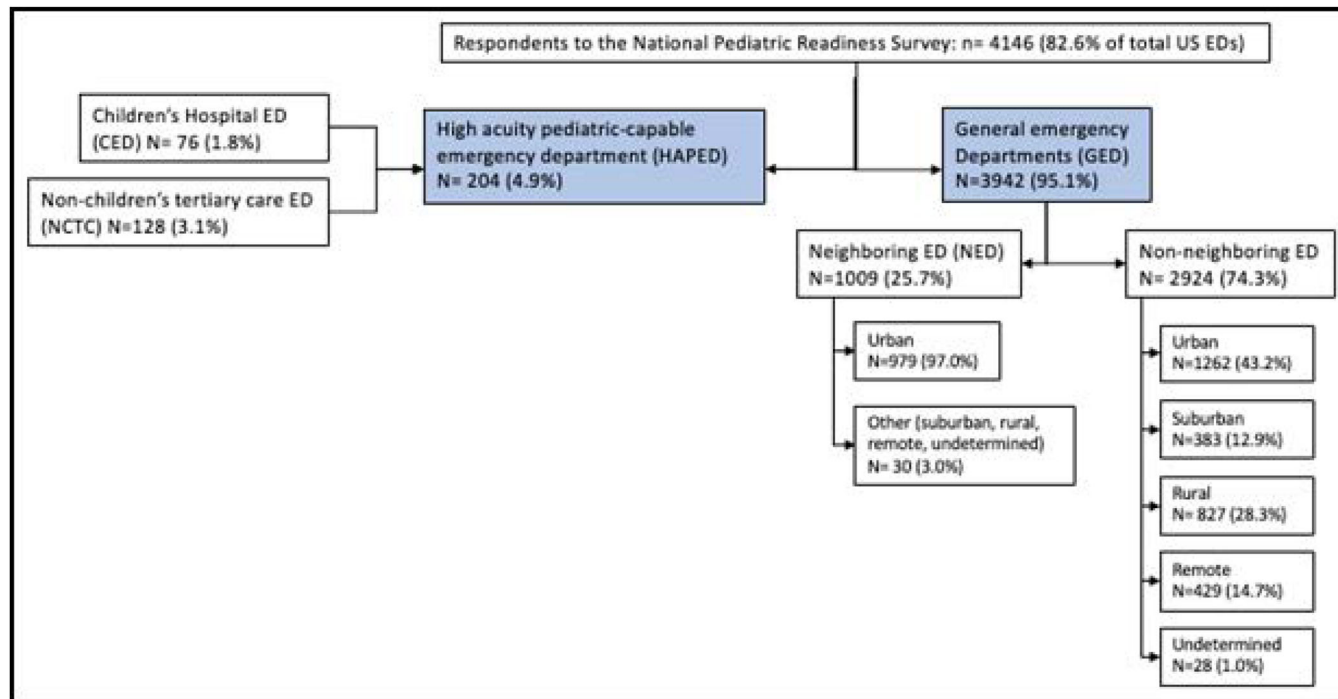 Respondents to the National Pediatric Readiness Survey: n= 4146 (82.6% of total US EDs)
Children's Hospital ED
(CED) N= 76 (1.8%)
Non-children's tertiary care ED
(NCTC) N=128 (3.1%)
High acuity pediatric-capable
emergency department (HAPED)
N= 204 (4.9%)
General emergency
Departments (GED)
N=3942 (95.1%)
Neighboring ED (NED)
N=1009 (25.7%)
Urban
N=979 (97.0%)
Other (suburban, rural,
remote, undetermined)
N= 30 (3.0%)
Non-neighboring ED
N= 2924 (74.3%)
Urban
N=1262 (43.2%)
Suburban
N=383 (12.9%)
Rural
N= 827 (28.3%)
Remote
N=429 (14.7%)
Undetermined
N=28 (1.0%)